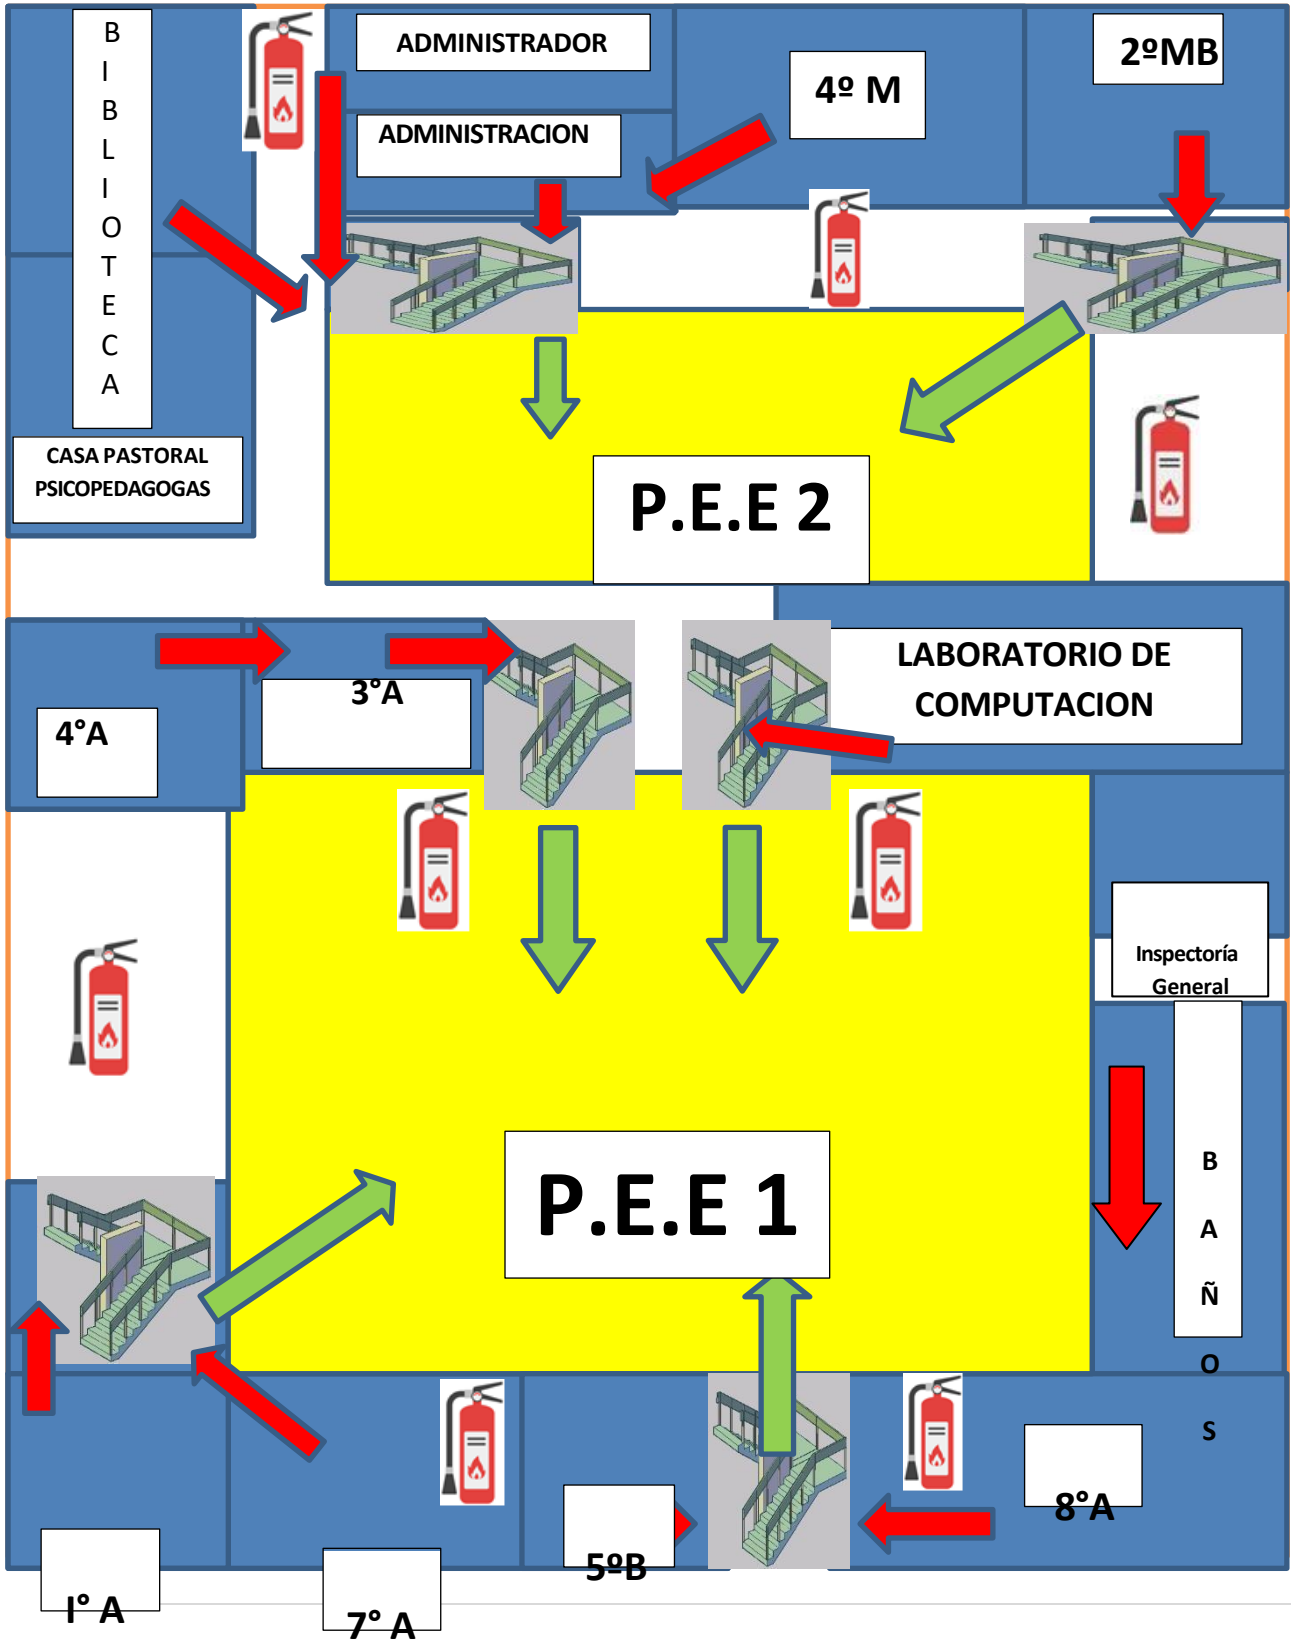 BIBLIOTECA
ADMINISTRADOR
ADMINISTRACION
4º M
2ºMB
CASA PASTORAL
PSICOPEDAGOGAS
P.E.E 2
4°A
3°A
LABORATORIO DE
COMPUTACION
Inspectoría
General
P.E.E 1
BAÑOS
I° A
7° A
5ºB
8°A